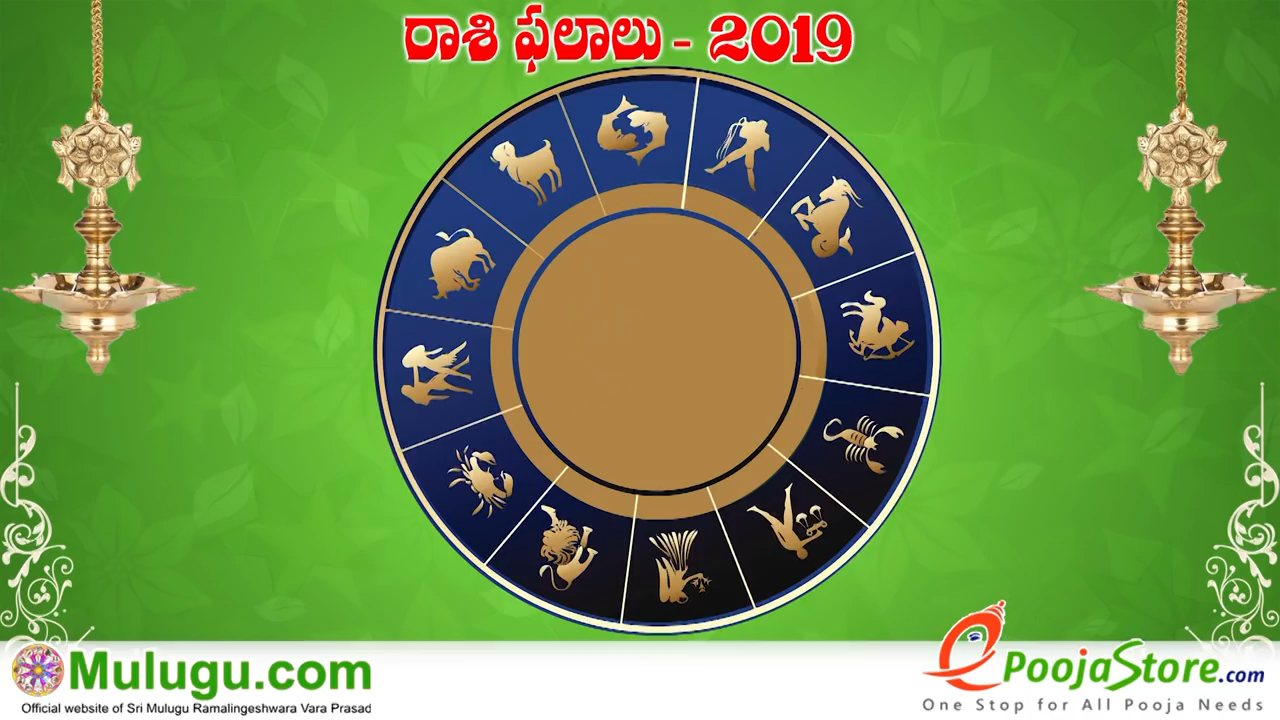 రాశి ఫలాలు - 2019
Mulugu.com
Official website of Sri Mulugu Ramalingeshwara Vara Prasad
ePoojaStore.com
One Stop for All Pooja Needs